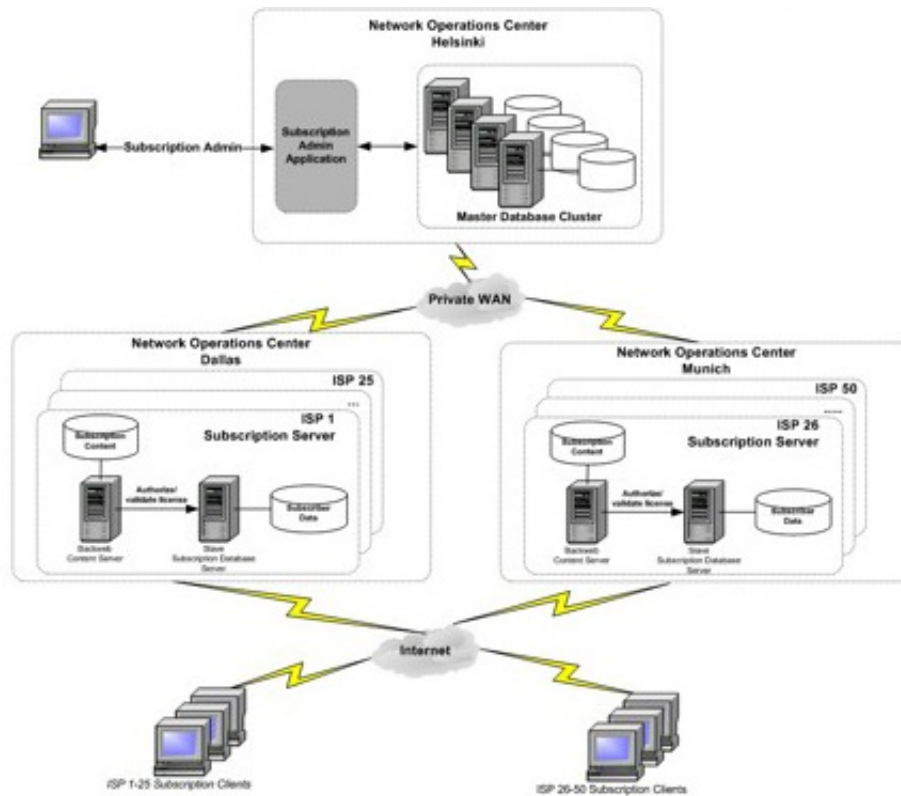 Network Operations Center
Helsinki
Subscription Admin
Subscription
Admin
Application
Master Database Cluster
Private WAN
Network Operations Center
Dallas
ISP 25
...
ISP 1
Subscription Server
Subscription
Content
Authorize/
validate license
Subscriber
Data
Backweb
Content Server
Slave
Subscription Database
Server
Network Operations Center
Munich
ISP 50
.....
ISP 26
Subscription Server
Subscription
Content
Authorize/
validate license
Subscriber
Data
Backweb
Content Server
Slave
Subscription Database
Server
Internet
ISP 1-25 Subscription Clients
ISP 26-50 Subscription Clients